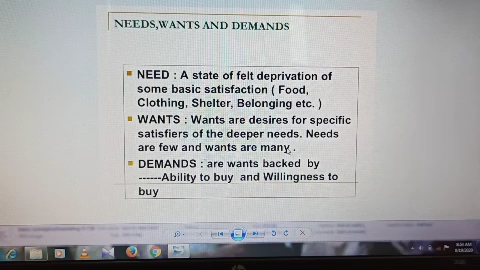 NEEDS,WANTS AND DEMANDS
NEED : A state of felt deprivation of
some basic satisfaction ( Food,
Clothing, Shelter, Belonging etc. )
WANTS : Wants are desires for specific
satisfiers of the deeper needs. Needs
are few and wants are many.
DEMANDS : are wants backed by
------Ability to buy and Willingness to
buy